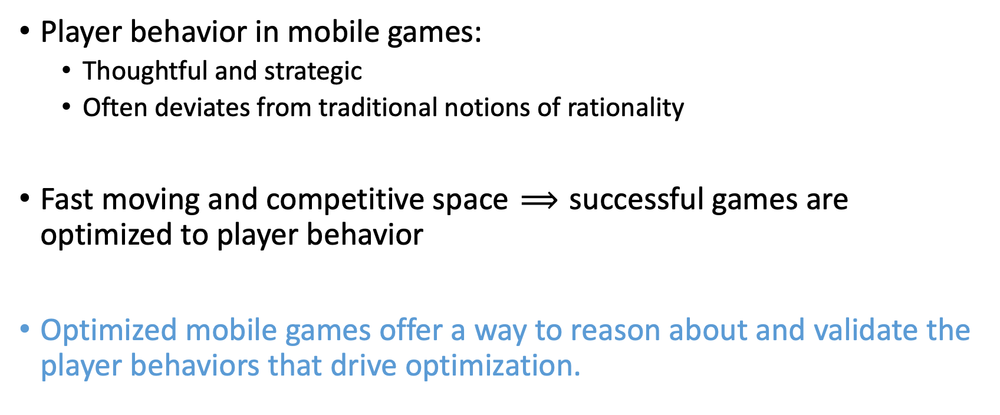 • Player behavior in mobile games:
• Thoughtful and strategic
• Often deviates from traditional notions of rationality
• Fast moving and competitive space ⟹ successful games are
optimized to player behavior
• Optimized mobile games offer a way to reason about and validate the
player behaviors that drive optimization.